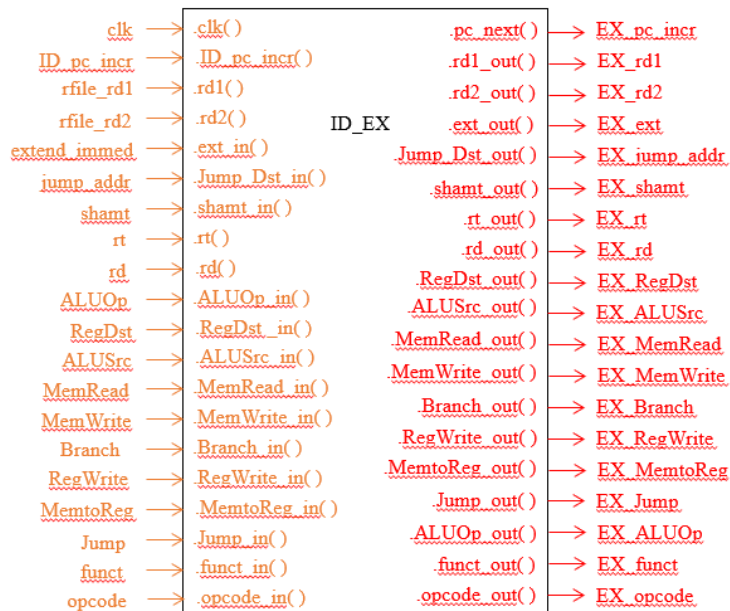 clk .clk() .pc_next( ) EX_pc_incr
ID_pc_incr .ID_pc_incr() .rd1_out( ) EX_rd1
rfile_rd1 .rd1() .rd2_out( ) EX_rd2
rfile_rd2 .rd2() ID_EX .ext_out( ) EX_ext
extend_immed .ext_in( ) .Jump_Dst_out( ) EX_jump_addr
jump_addr .Jump_Dst_in( ) .shamt_out( ) EX_shamt
shamt .shamt_in( ) .rt_out( ) EX_rt
rt .rt() .rd_out( ) EX_rd
rd .rd() .RegDst_out( ) EX_RegDst
ALUOp .ALUOp_in( ) .ALUSrc_out( ) EX_ALUSrc
RegDst .RegDst_in( ) .MemRead_out( ) EX_MemRead
ALUSrc .ALUSrc_in( ) .MemWrite_out( ) EX_MemWrite
MemRead .MemRead_in( ) .Branch_out( ) EX_Branch
MemWrite .MemWrite_in( ) .RegWrite_out( ) EX_RegWrite
Branch .Branch_in( ) .MemtoReg_out( ) EX_MemtoReg
RegWrite .RegWrite_in( ) .Jump_out( ) EX_Jump
MemtoReg .MemtoReg_in( ) .ALUOp_out( ) EX_ALUOp
Jump .Jump_in( ) .funct_out( ) EX_funct
funct .funct_in( ) .opcode_out( ) EX_opcode
opcode .opcode_in( )